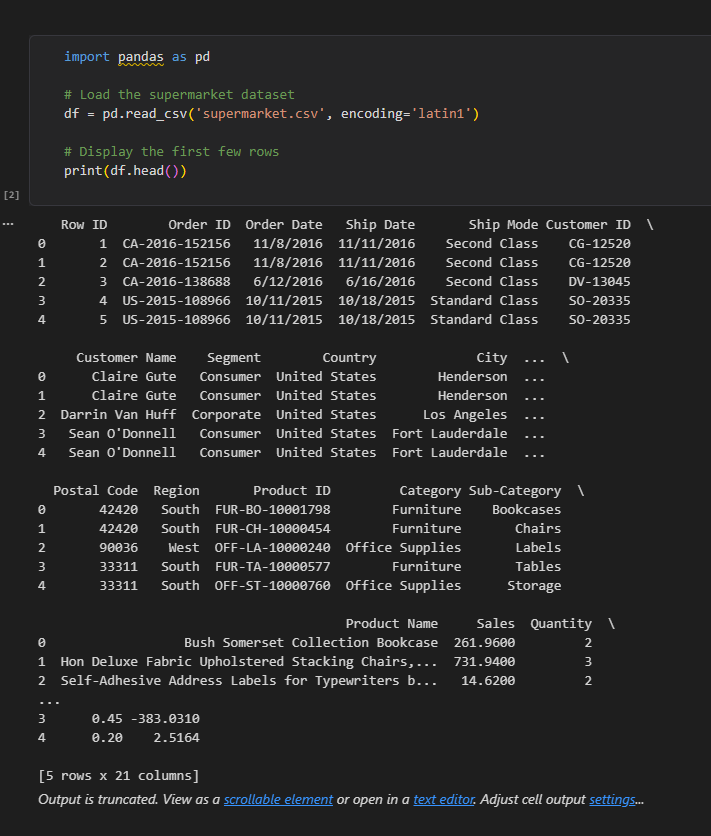 import pandas as pd
# Load the supermarket dataset
df = pd.read_csv('supermarket.csv', encoding='latin1')
# Display the first few rows
print(df.head())
[2]
... Row ID Order ID Order Date Ship Date Ship Mode Customer ID \
0 1 CA-2016-152156 11/8/2016 11/11/2016 Second Class CG-12520
1 2 CA-2016-152156 11/8/2016 11/11/2016 Second Class CG-12520
2 3 CA-2016-138688 6/12/2016 6/16/2016 Second Class DV-13045
3 4 US-2015-108966 10/11/2015 10/18/2015 Standard Class SO-20335
4 5 US-2015-108966 10/11/2015 10/18/2015 Standard Class SO-20335
Customer Name Segment Country City ... \
0 Claire Gute Consumer United States Henderson ...
1 Claire Gute Consumer United States Henderson ...
2 Darrin Van Huff Corporate United States Los Angeles ...
3 Sean O'Donnell Consumer United States Fort Lauderdale ...
4 Sean O'Donnell Consumer United States Fort Lauderdale ...
Postal Code Region Product ID Category Sub-Category \
0 42420 South FUR-BO-10001798 Furniture Bookcases
1 42420 South FUR-CH-10000454 Furniture Chairs
2 90036 West OFF-LA-10000240 Office Supplies Labels
3 33311 South FUR-TA-10000577 Furniture Tables
4 33311 South OFF-ST-10000760 Office Supplies Storage
Product Name Sales Quantity \
0 Bush Somerset Collection Bookcase 261.9600 2
1 Hon Deluxe Fabric Upholstered Stacking Chairs,... 731.9400 3
2 Self-Adhesive Address Labels for Typewriters b... 14.6200 2
...
3 0.45 -383.0310
4 0.20 2.5164
[5 rows x 21 columns]
Output is truncated. View as a scrollable element or open in a text editor. Adjust cell output settings...